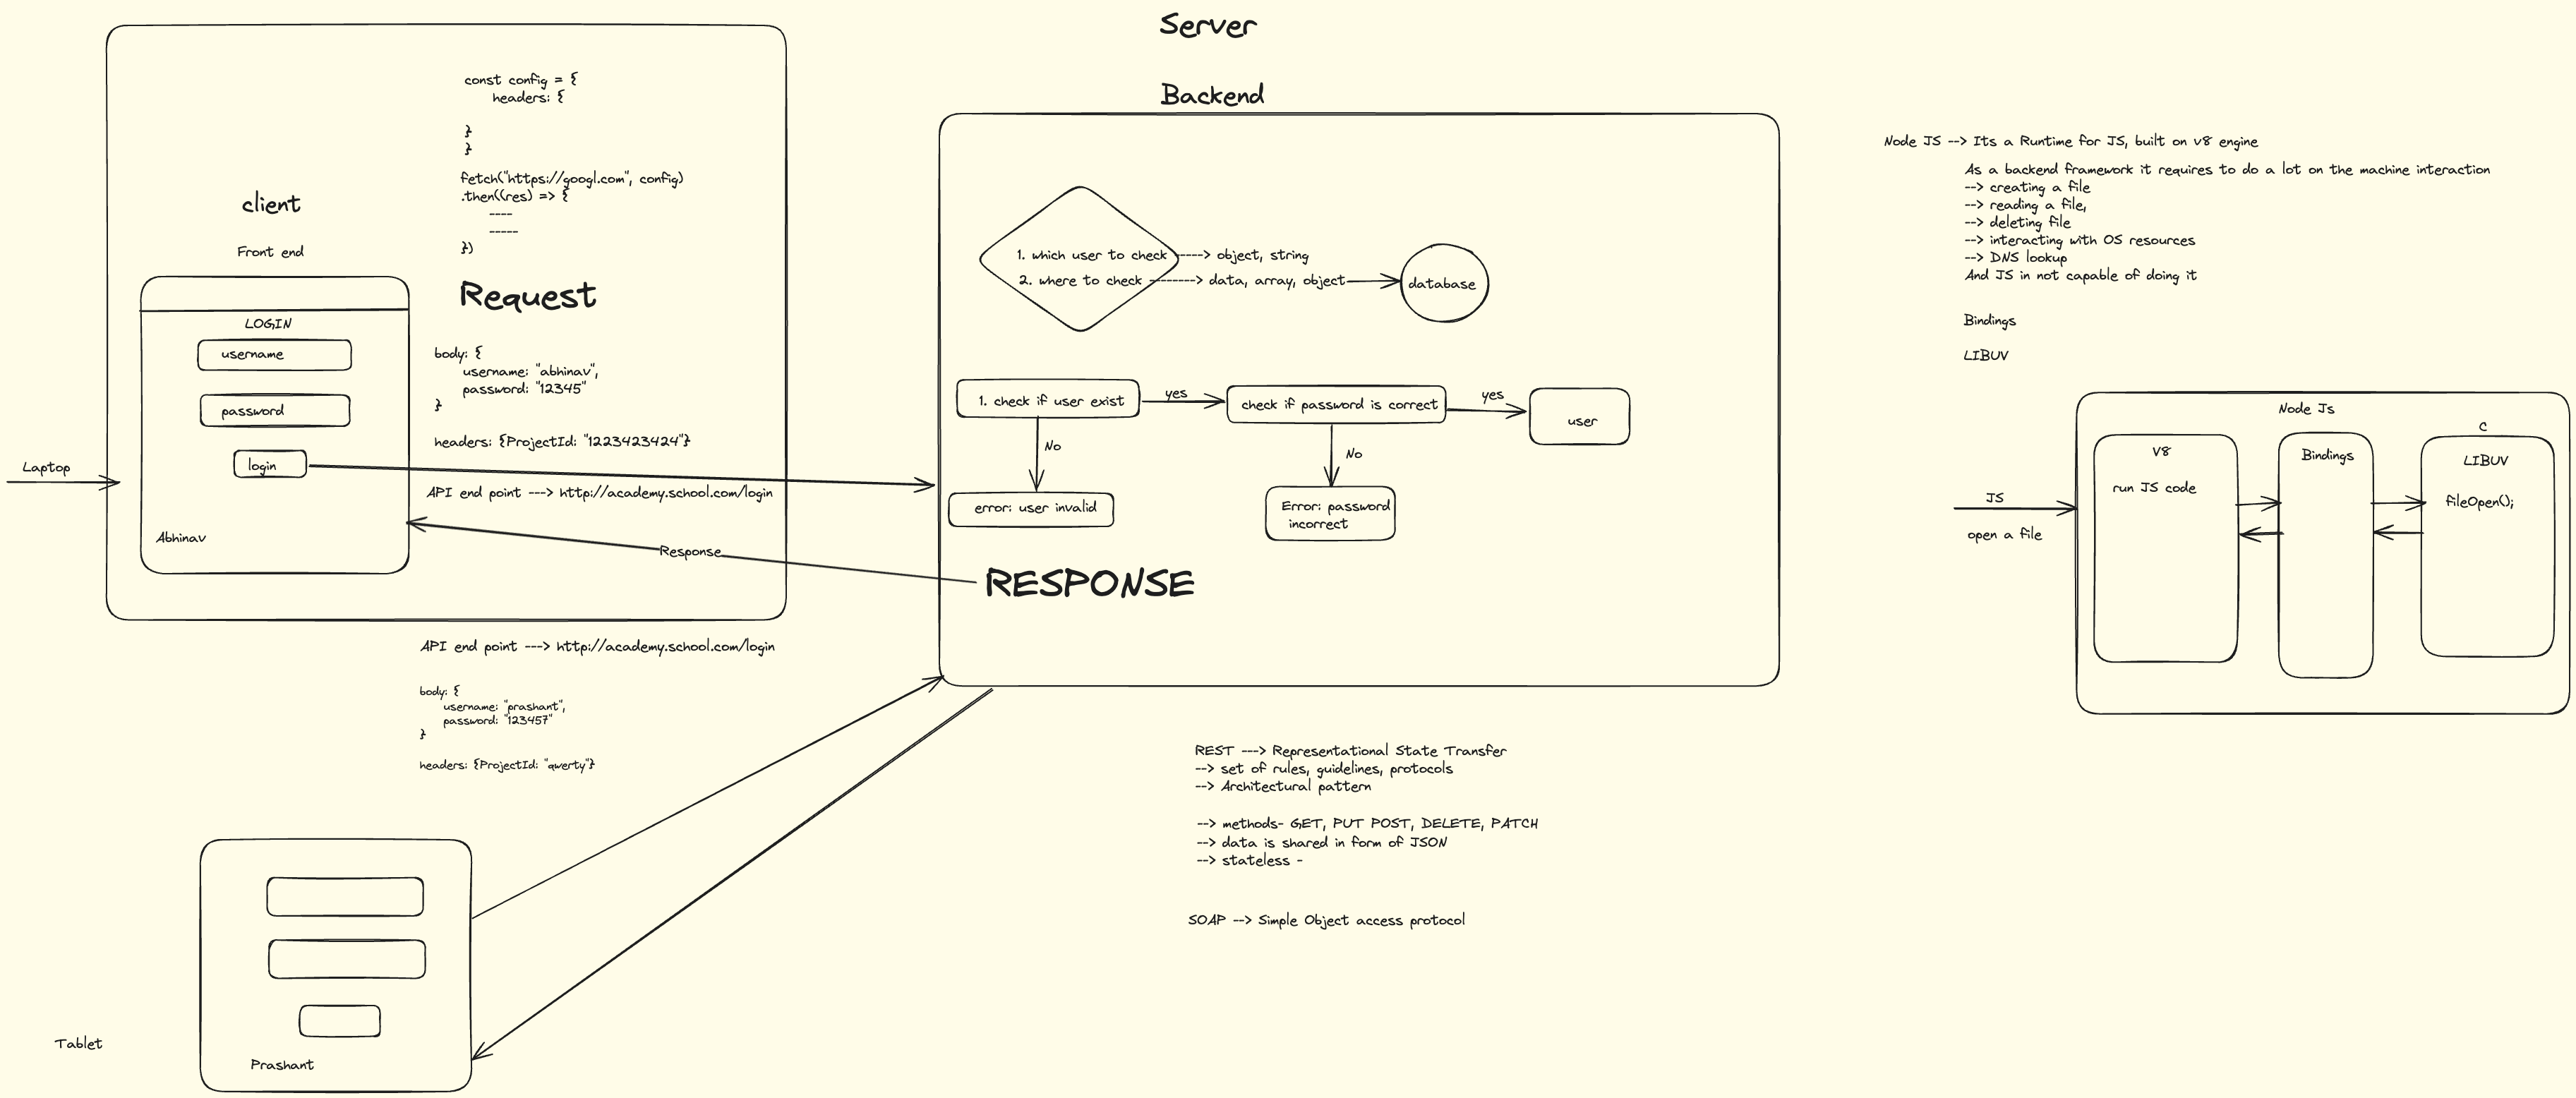 Server
Backend
const config = {
headers: {
}
}
fetch("https://googl.com", config)
.then((res) => {
----
-----
})
client
Front end
Request
LOGIN
username
password
login
Abhinav
Laptop
body: {
username: "abhinav",
password: "12345"
}
headers: {ProjectId: "1223423424"}
API end point ---> http://academy.school.com/login
Response
1. which user to check -----> object, string
2. where to check --------> data, array, object
database
1. check if user exist
yes
check if password is correct
yes
user
No
No
error: user invalid
Error: password
incorrect
RESPONSE
API end point ---> http://academy.school.com/login
body: {
username: "prashant",
password: "123457"
}
headers: {ProjectId: "qwerty"}
Tablet
Prashant
REST ---> Representational State Transfer
--> set of rules, guidelines, protocols
--> Architectural pattern
--> methods- GET, PUT POST, DELETE, PATCH
--> data is shared in form of JSON
--> stateless -
SOAP --> Simple Object access protocol
Node JS --> Its a Runtime for JS, built on v8 engine
As a backend framework it requires to do a lot on the machine interaction
--> creating a file
--> reading a file,
--> deleting file
--> interacting with OS resources
--> DNS lookup
And JS in not capable of doing it
Bindings
LIBUV
Node Js
JS
open a file
V8
run JS code
Bindings
C
LIBUV
fileOpen();